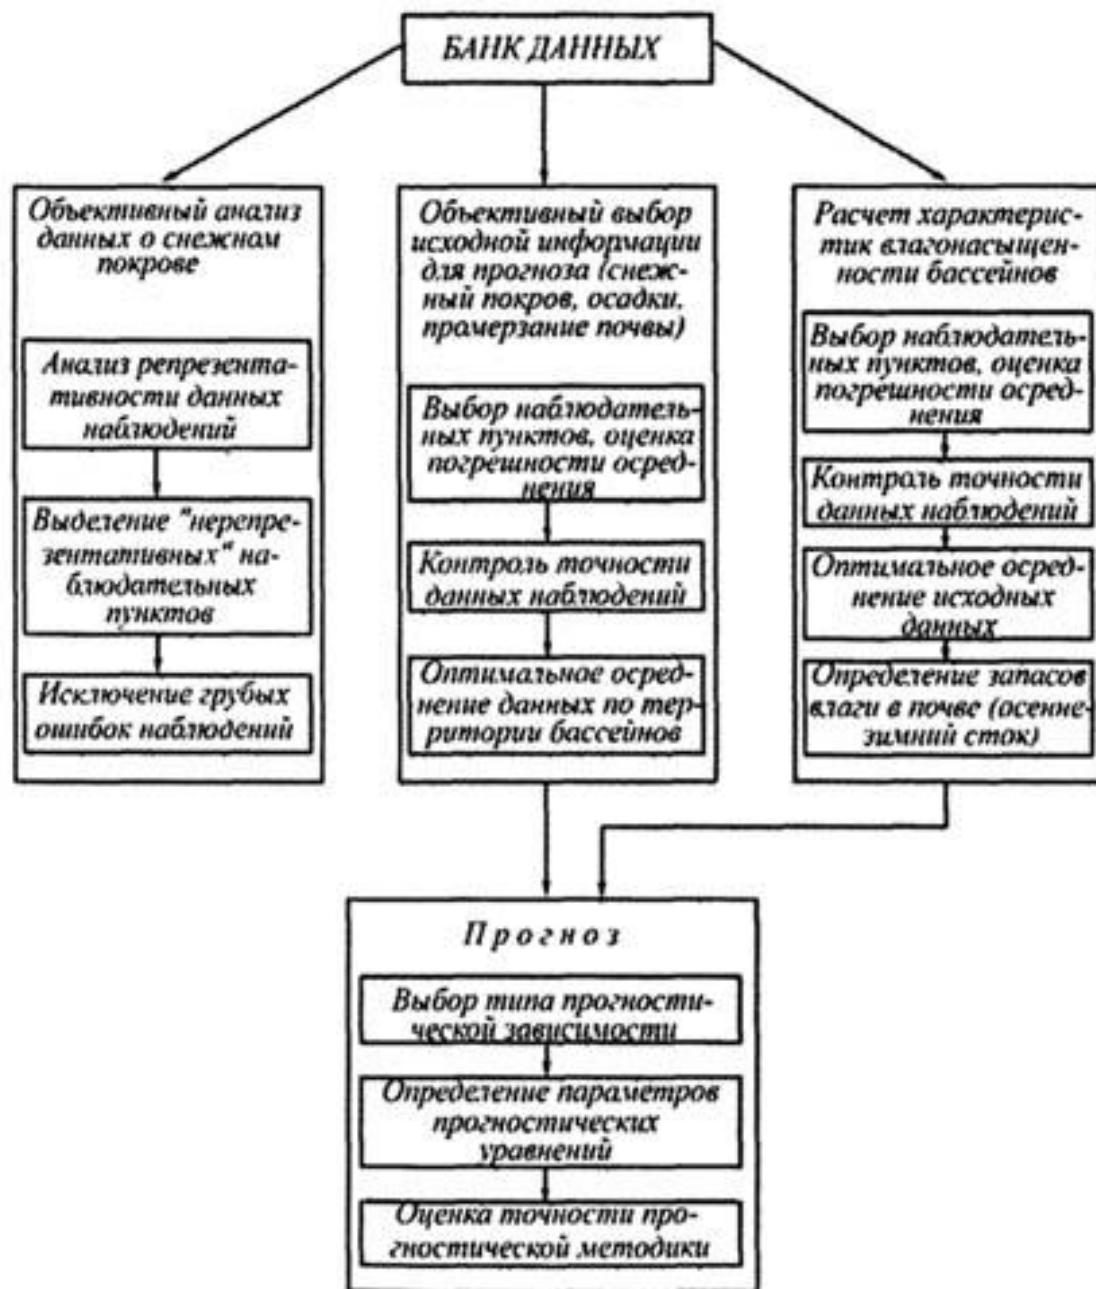 БАНК ДАННЫХ
Объективный анализ
данных о снежном
покрове
Анализ репрезента-
тивности данных
наблюдений
Выделение "нерепре-
зентативных" на-
блюдательных
пунктов
Исключение грубых
ошибок наблюдений
Объективный выбор
исходной информации
для прогноза (снеж-
ный покров, осадки,
промерзание почвы)
Выбор наблюдатель-
ных пунктов, оценка
погрешности осред-
нения
Контроль точности
данных наблюдений
Оптимальное осред-
нение данных по тер-
ритории бассейнов
Расчет характерис-
тик влагонасыщен-
ности бассейнов
Выбор наблюдатель-
ных пунктов, оценка
погрешности осред-
нения
Контроль точности
данных наблюдений
Оптимальное осред-
нение исходных
данных
Определение запасов
влаги в почве (осенне-
зимний сток)
Прогноз
Выбор типа прогности-
ческой зависимости
Определение параметров
прогностических
уравнений
Оценка точности про-
гностической методики